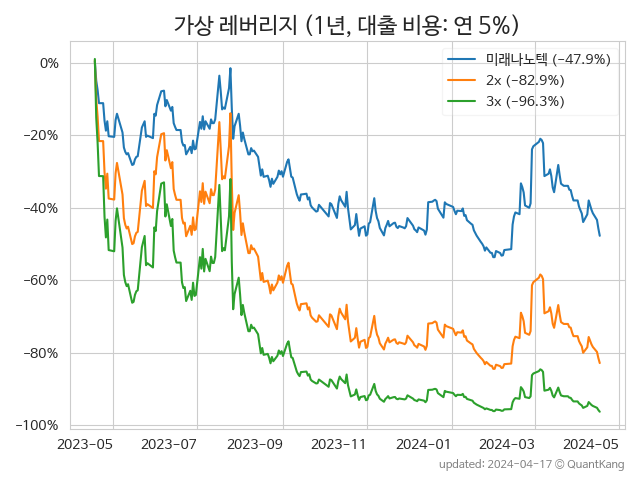 가상 레버리지 (1년, 대출 비용: 연 5%)
미래나노텍 (−47.9%)
2x (−82.9%)
3x (−96.3%)
0%
−20%
−40%
−60%
−80%
−100%
2023-05 2023-07 2023-09 2023-11 2024-01 2024-03 2024-05
updated: 2024-04-17 © QuantKang